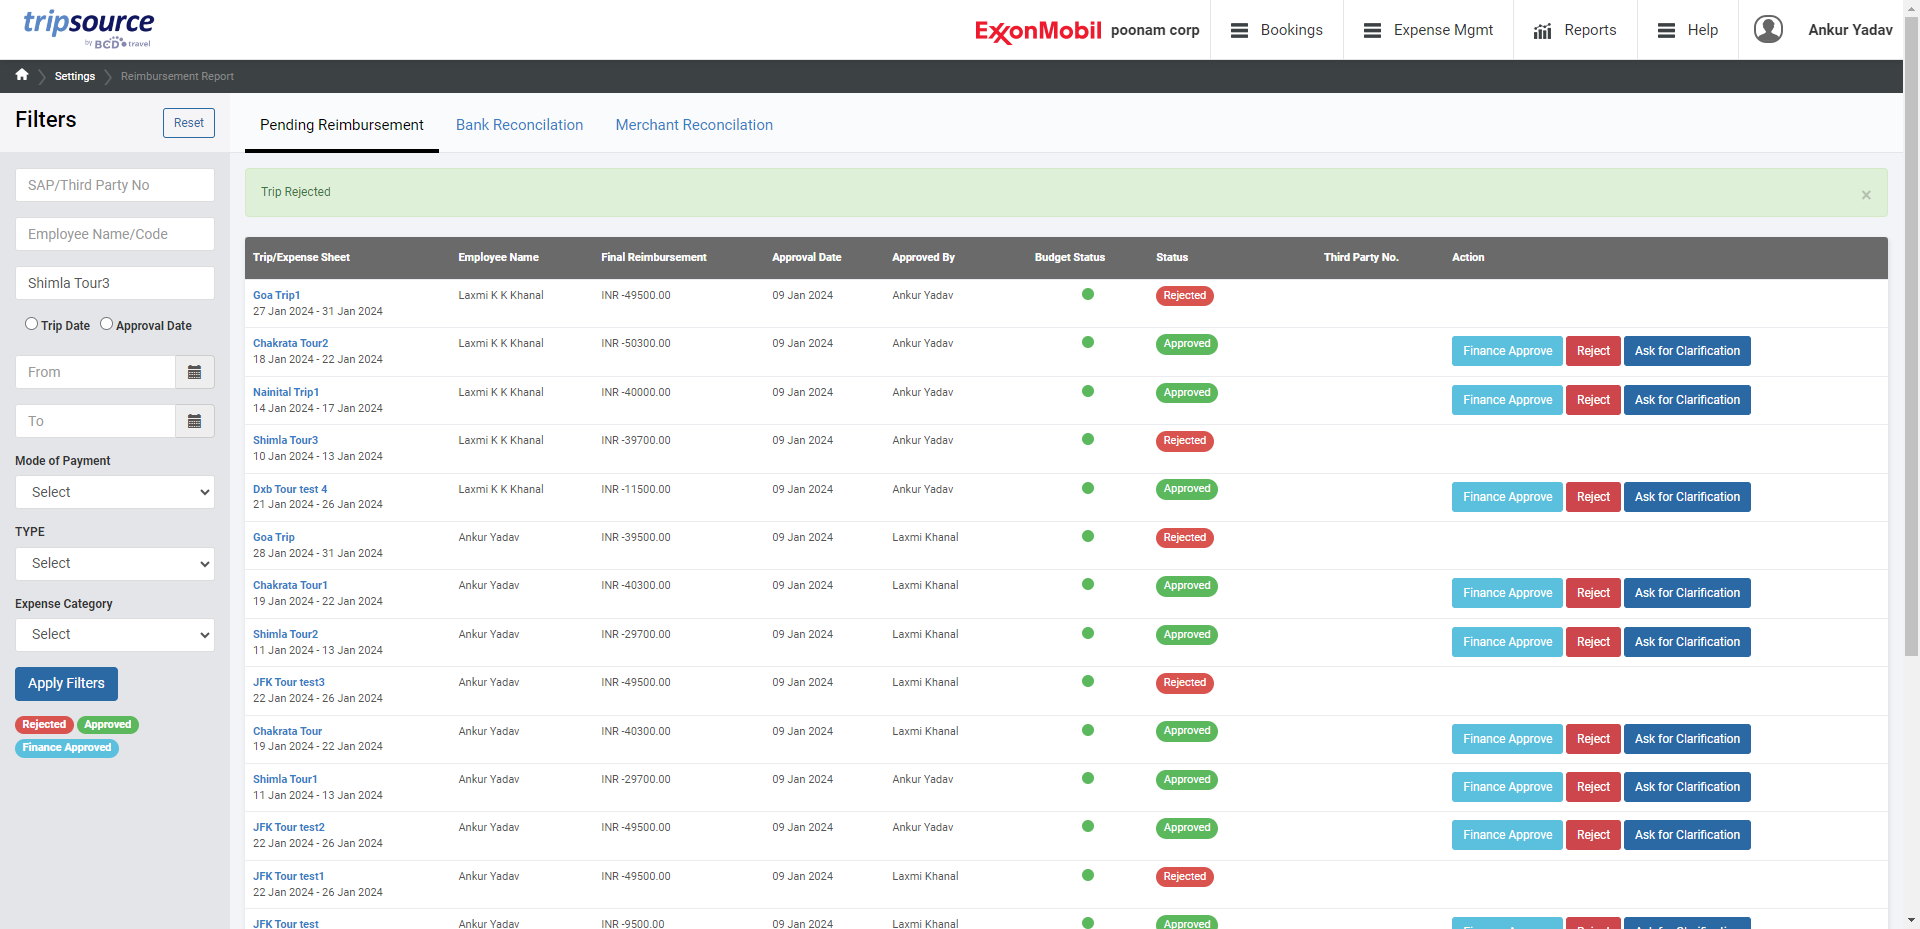 tripsource
by BCD travel
ExxonMobil poonam corp
Bookings
Expense Mgmt
Reports
Help
Ankur Yadav
Settings
Reimbursement Report
Filters
Reset
SAP/Third Party No
Employee Name/Code
Shimla Tour3
Trip Date Approval Date
From
To
Mode of Payment
Select
TYPE
Select
Expense Category
Select
Apply Filters
Rejected Approved
Finance Approved
Pending Reimbursement Bank Reconcilation Merchant Reconcilation
Trip Rejected ×
Trip/Expense Sheet Employee Name Final Reimbursement Approval Date Approved By Budget Status Status Third Party No. Action
Goa Trip1 Laxmi K K Khanal INR -49500.00 09 Jan 2024 Ankur Yadav Rejected
27 Jan 2024 - 31 Jan 2024
Chakrata Tour2 Laxmi K K Khanal INR -50300.00 09 Jan 2024 Ankur Yadav Approved Finance Approve Reject Ask for Clarification
18 Jan 2024 - 22 Jan 2024
Nainital Trip1 Laxmi K K Khanal INR -40000.00 09 Jan 2024 Ankur Yadav Approved Finance Approve Reject Ask for Clarification
14 Jan 2024 - 17 Jan 2024
Shimla Tour3 Laxmi K K Khanal INR -39700.00 09 Jan 2024 Ankur Yadav Rejected
10 Jan 2024 - 13 Jan 2024
Dxb Tour test 4 Laxmi K K Khanal INR -11500.00 09 Jan 2024 Ankur Yadav Approved Finance Approve Reject Ask for Clarification
21 Jan 2024 - 26 Jan 2024
Goa Trip Ankur Yadav INR -39500.00 09 Jan 2024 Laxmi Khanal Rejected
28 Jan 2024 - 31 Jan 2024
Chakrata Tour1 Ankur Yadav INR -40300.00 09 Jan 2024 Laxmi Khanal Approved Finance Approve Reject Ask for Clarification
19 Jan 2024 - 22 Jan 2024
Shimla Tour2 Ankur Yadav INR -29700.00 09 Jan 2024 Laxmi Khanal Approved Finance Approve Reject Ask for Clarification
11 Jan 2024 - 13 Jan 2024
JFK Tour test3 Ankur Yadav INR -49500.00 09 Jan 2024 Laxmi Khanal Rejected
22 Jan 2024 - 26 Jan 2024
Chakrata Tour Ankur Yadav INR -40300.00 09 Jan 2024 Laxmi Khanal Approved Finance Approve Reject Ask for Clarification
19 Jan 2024 - 22 Jan 2024
Shimla Tour1 Ankur Yadav INR -29700.00 09 Jan 2024 Ankur Yadav Approved Finance Approve Reject Ask for Clarification
11 Jan 2024 - 13 Jan 2024
JFK Tour test2 Ankur Yadav INR -49500.00 09 Jan 2024 Ankur Yadav Approved Finance Approve Reject Ask for Clarification
22 Jan 2024 - 26 Jan 2024
JFK Tour test1 Ankur Yadav INR -49500.00 09 Jan 2024 Laxmi Khanal Rejected
22 Jan 2024 - 26 Jan 2024
JFK Tour test Ankur Yadav INR -9500.00 09 Jan 2024 Laxmi Khanal Approved